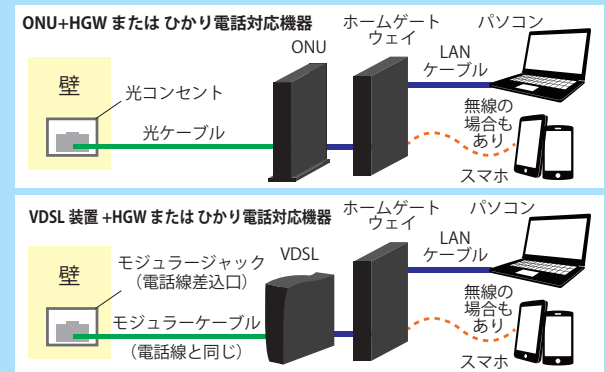 ONU+HGW または ひかり電話対応機器
ONU
ホームゲート
ウェイ
パソコン
LAN
ケーブル
壁
光コンセント
光ケーブル
無線の
場合も
あり
スマホ
VDSL 装置 +HGW または ひかり電話対応機器
ホームゲート
ウェイ
パソコン
VDSL
LAN
ケーブル
壁
モジュラージャック
（電話線差込口）
モジュラーケーブル
（電話線と同じ）
無線の
場合も
あり
スマホ